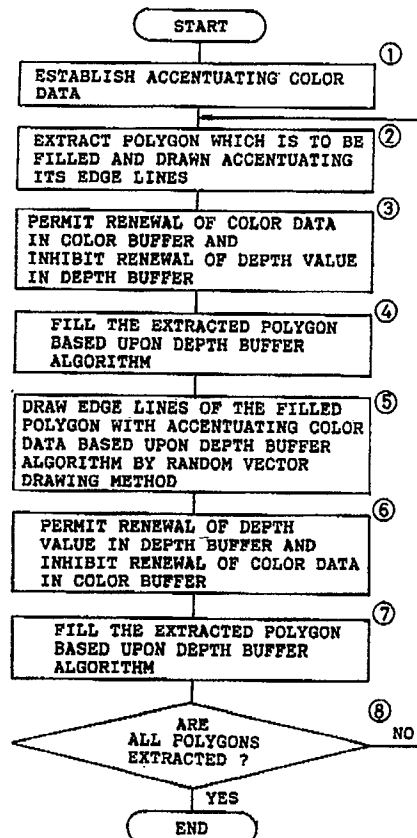 START
①
ESTABLISH ACCENTUATING COLOR
DATA
②
EXTRACT POLYGON WHICH IS TO BE
FILLED AND DRAWN ACCENTUATING
ITS EDGE LINES
③
PERMIT RENEWAL OF COLOR DATA
IN COLOR BUFFER AND
INHIBIT RENEWAL OF DEPTH VALUE
IN DEPTH BUFFER
④
FILL THE EXTRACTED POLYGON
BASED UPON DEPTH BUFFER
ALGORITHM
⑤
DRAW EDGE LINES OF THE FILLED
POLYGON WITH ACCENTUATING COLOR
DATA BASED UPON DEPTH BUFFER
ALGORITHM BY RANDOM VECTOR
DRAWING METHOD
⑥
PERMIT RENEWAL OF DEPTH
VALUE IN DEPTH BUFFER AND
INHIBIT RENEWAL OF COLOR DATA
IN COLOR BUFFER
⑦
FILL THE EXTRACTED POLYGON
BASED UPON DEPTH BUFFER
ALGORITHM
⑧
ARE
ALL POLYGONS
EXTRACTED ?
NO
YES
END